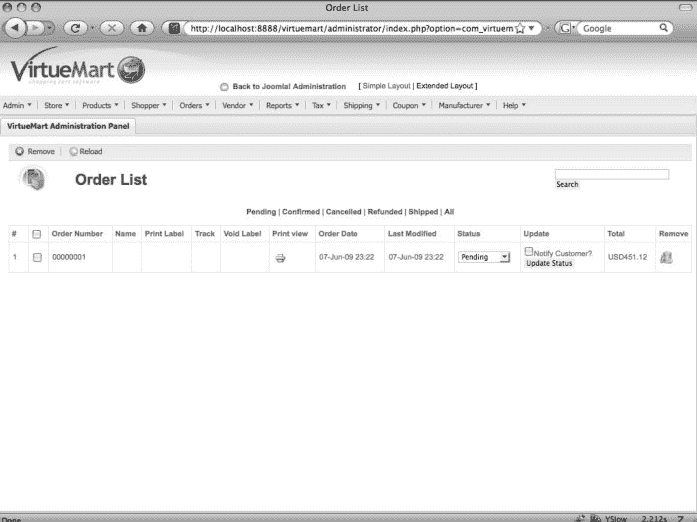 Order List
http://localhost:8888/virtuemart/administrator/index.php?option=com_virtuem
Google
VirtueMart
shopping cart software
Back to Joomla! Administration [ Simple Layout | Extended Layout ]
Admin Store Products Shopper Orders Vendor Reports Tax Shipping Coupon Manufacturer Help
VirtueMart Administration Panel
Remove Reload
Order List
Search
Pending | Confirmed | Cancelled | Refunded | Shipped | All
# Order Number Name Print Label Track Void Label Print view Order Date Last Modified Status Update Total Remove
1 00000001 07-Jun-09 23:22 07-Jun-09 23:22 Pending Notify Customer? USD451.12
Update Status
Done YSlow 2.212s